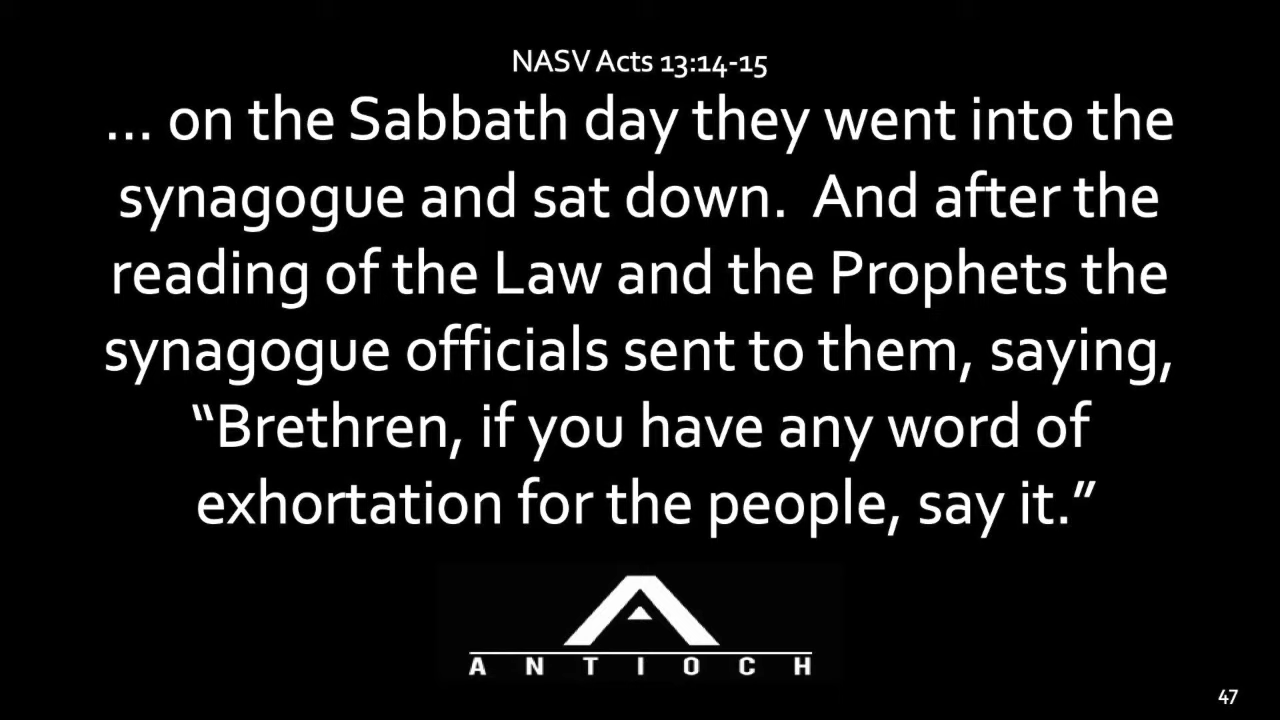 NASV Acts 13:14-15
... on the Sabbath day they went into the
synagogue and sat down.  And after the
reading of the Law and the Prophets the
synagogue officials sent to them, saying,
“Brethren, if you have any word of
exhortation for the people, say it.”
ANTIOCH
47